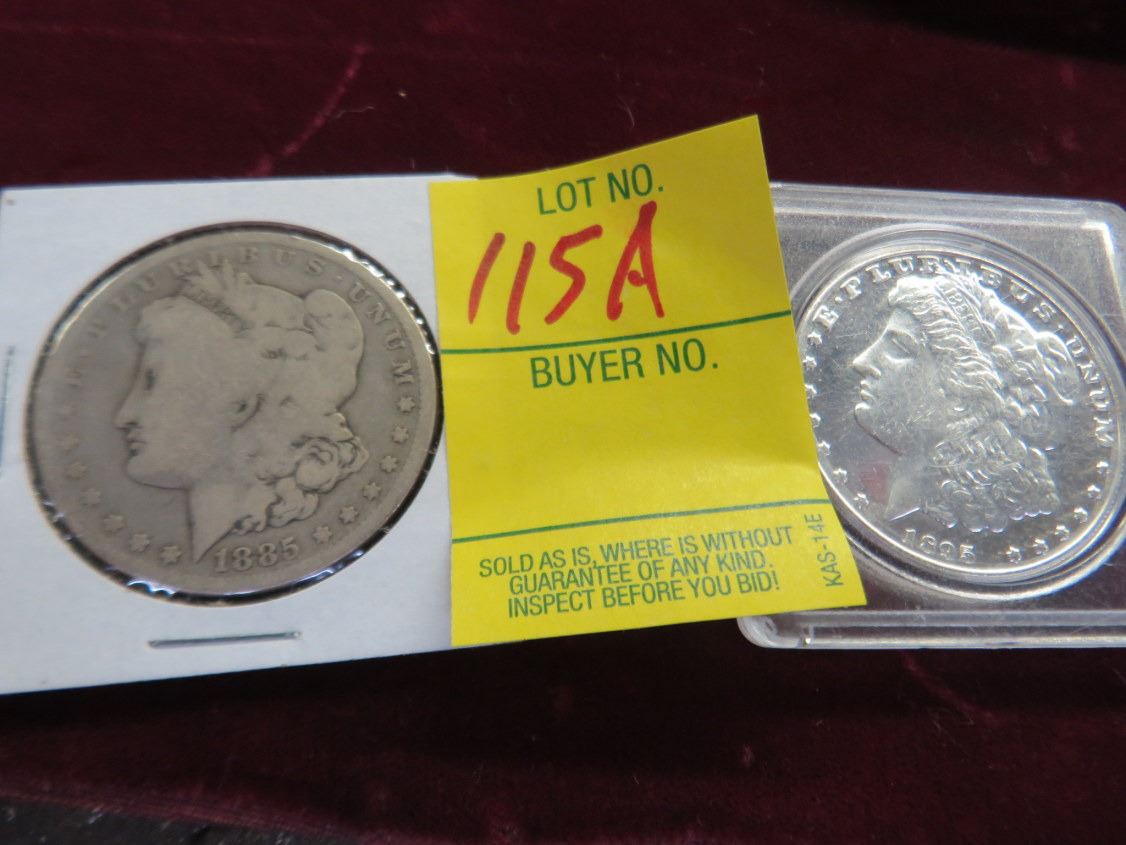 PLURIBUS · UNUM
1885
LOT NO.
115A
BUYER NO.
SOLD AS IS, WHERE IS WITHOUT
GUARANTEE OF ANY KIND.
INSPECT BEFORE YOU BID!
KAS-14E
E · PLURIBUS · UNUM
1895